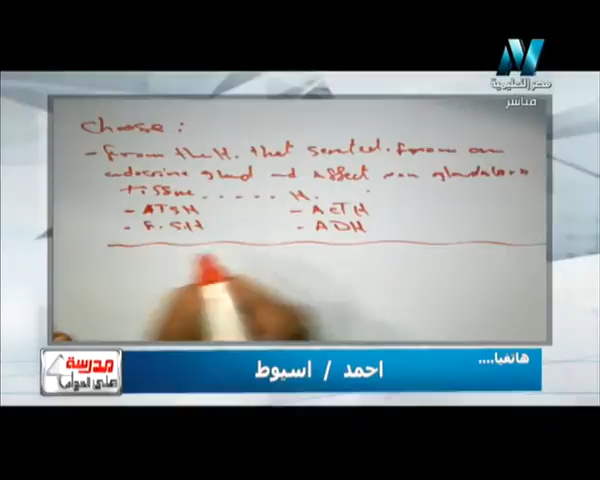 مصر التعليمية
مباشر
Choose :
- from the H. that secreted from an
endocrine gland and affect non glandular
tissue ..... H.
- ATSH - ACTH
- F.SH - ADH
هاتفيا....
احمد / اسيوط
مدرسة
على الهواء